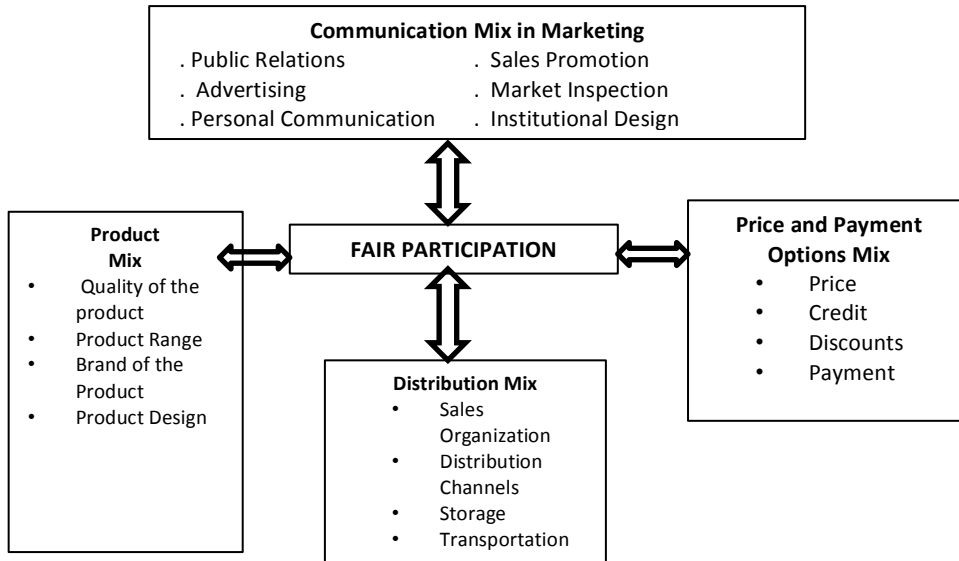 Communication Mix in Marketing
. Public Relations . Sales Promotion
. Advertising . Market Inspection
. Personal Communication . Institutional Design
FAIR PARTICIPATION
Product
Mix
• Quality of the
product
• Product Range
• Brand of the
Product
• Product Design
Distribution Mix
• Sales
Organization
• Distribution
Channels
• Storage
• Transportation
Price and Payment
Options Mix
• Price
• Credit
• Discounts
• Payment